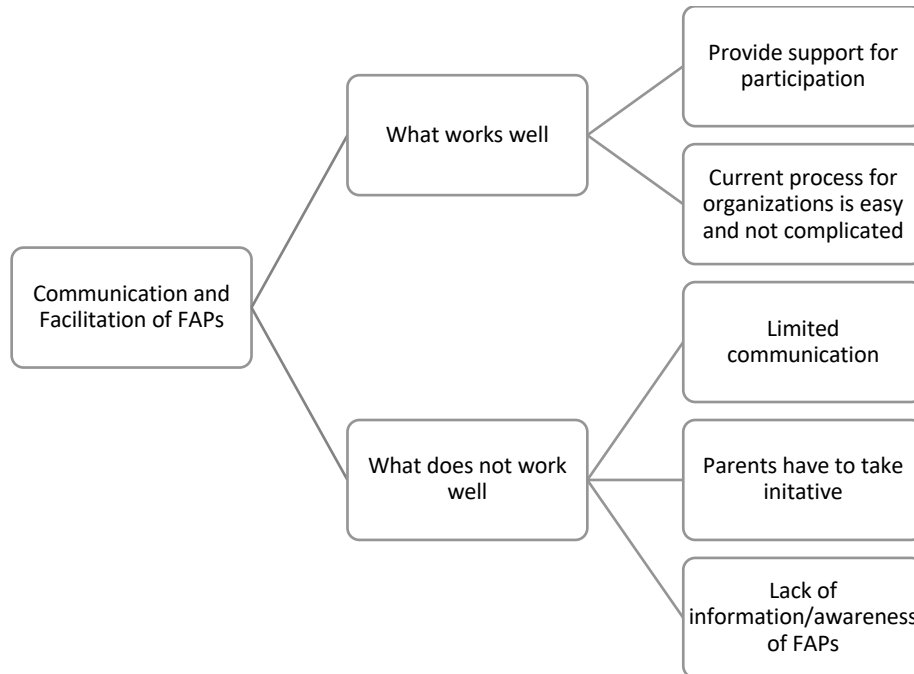 Communication and
Facilitation of FAPs
What works well
Provide support for
participation
Current process for
organizations is easy
and not complicated
What does not work
well
Limited
communication
Parents have to take
initative
Lack of
information/awareness
of FAPs